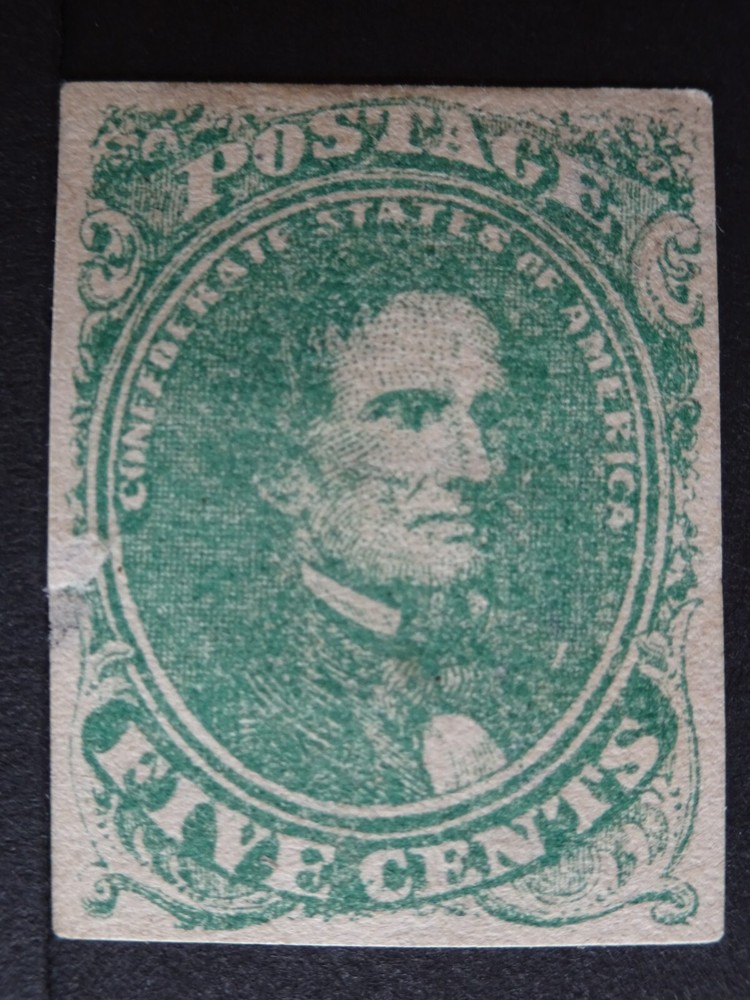 POSTAGE
CONFEDERATE STATES OF AMERICA
FIVE CENTS